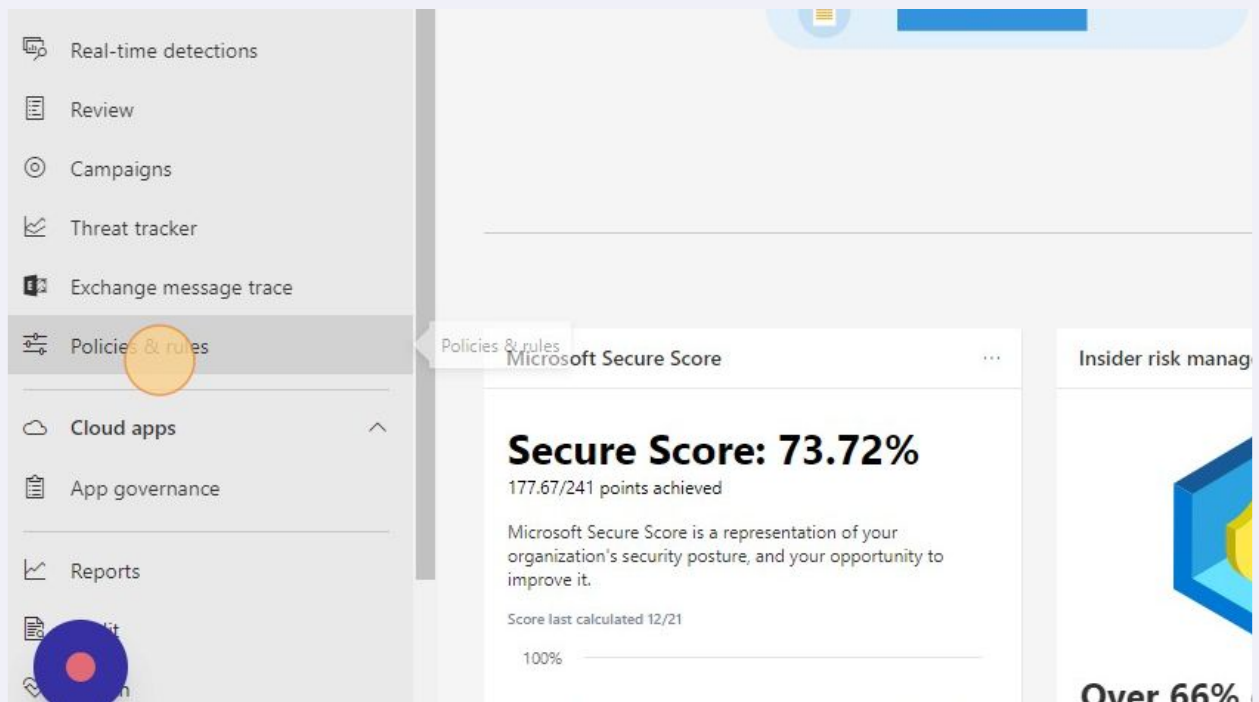 Real-time detections
Review
Campaigns
Threat tracker
Exchange message trace
Policies & rules
Cloud apps
App governance
Reports
Policies & rules
Microsoft Secure Score
...
Secure Score: 73.72%
177.67/241 points achieved
Microsoft Secure Score is a representation of your
organization's security posture, and your opportunity to
improve it.
Score last calculated 12/21
100%
Insider risk manag
Over 66%